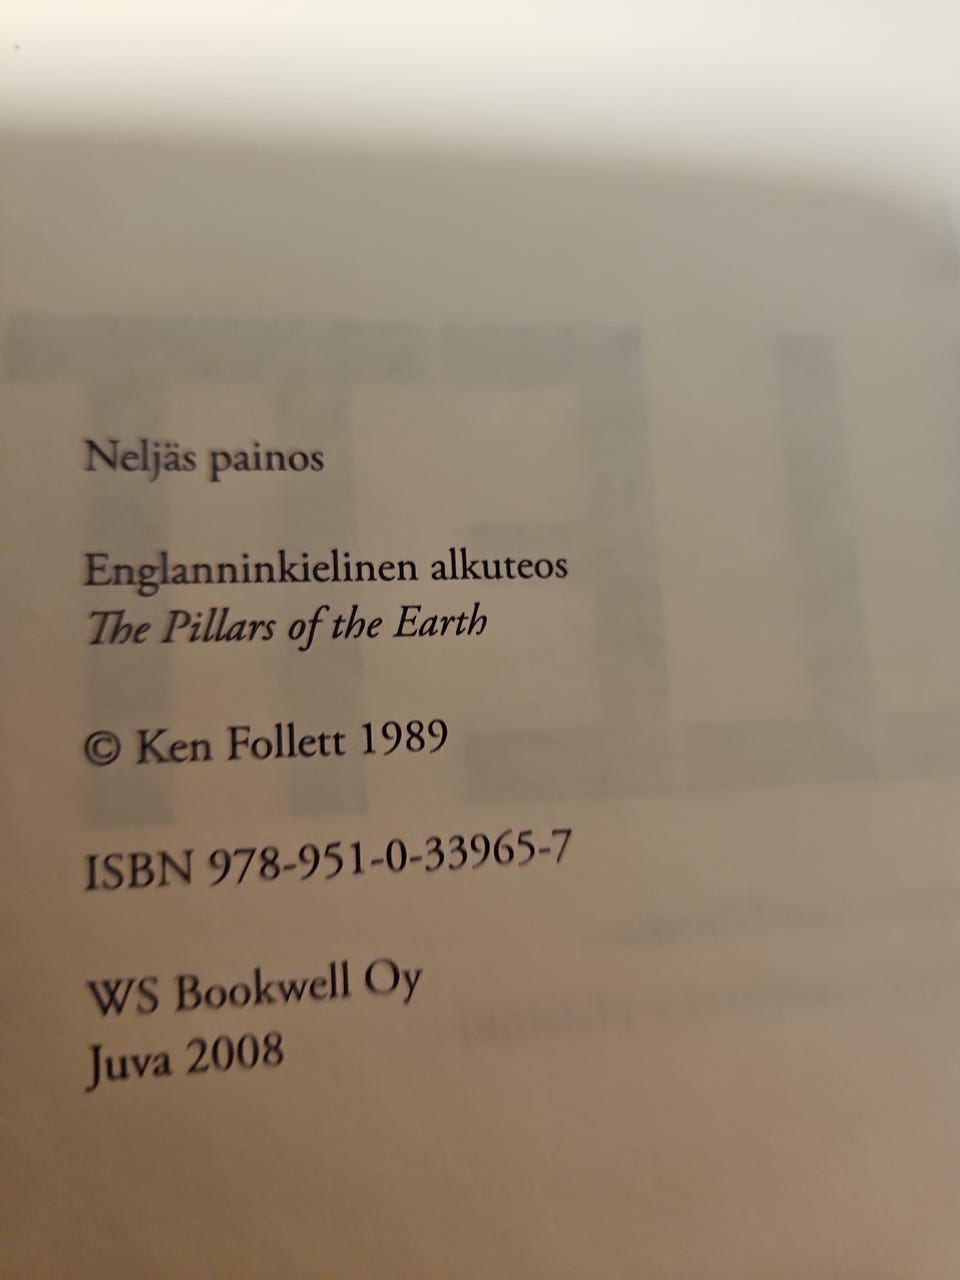 Neljäs painos
Englanninkielinen alkuteos
The Pillars of the Earth
© Ken Follett 1989
ISBN 978-951-0-33965-7
WS Bookwell Oy
Juva 2008